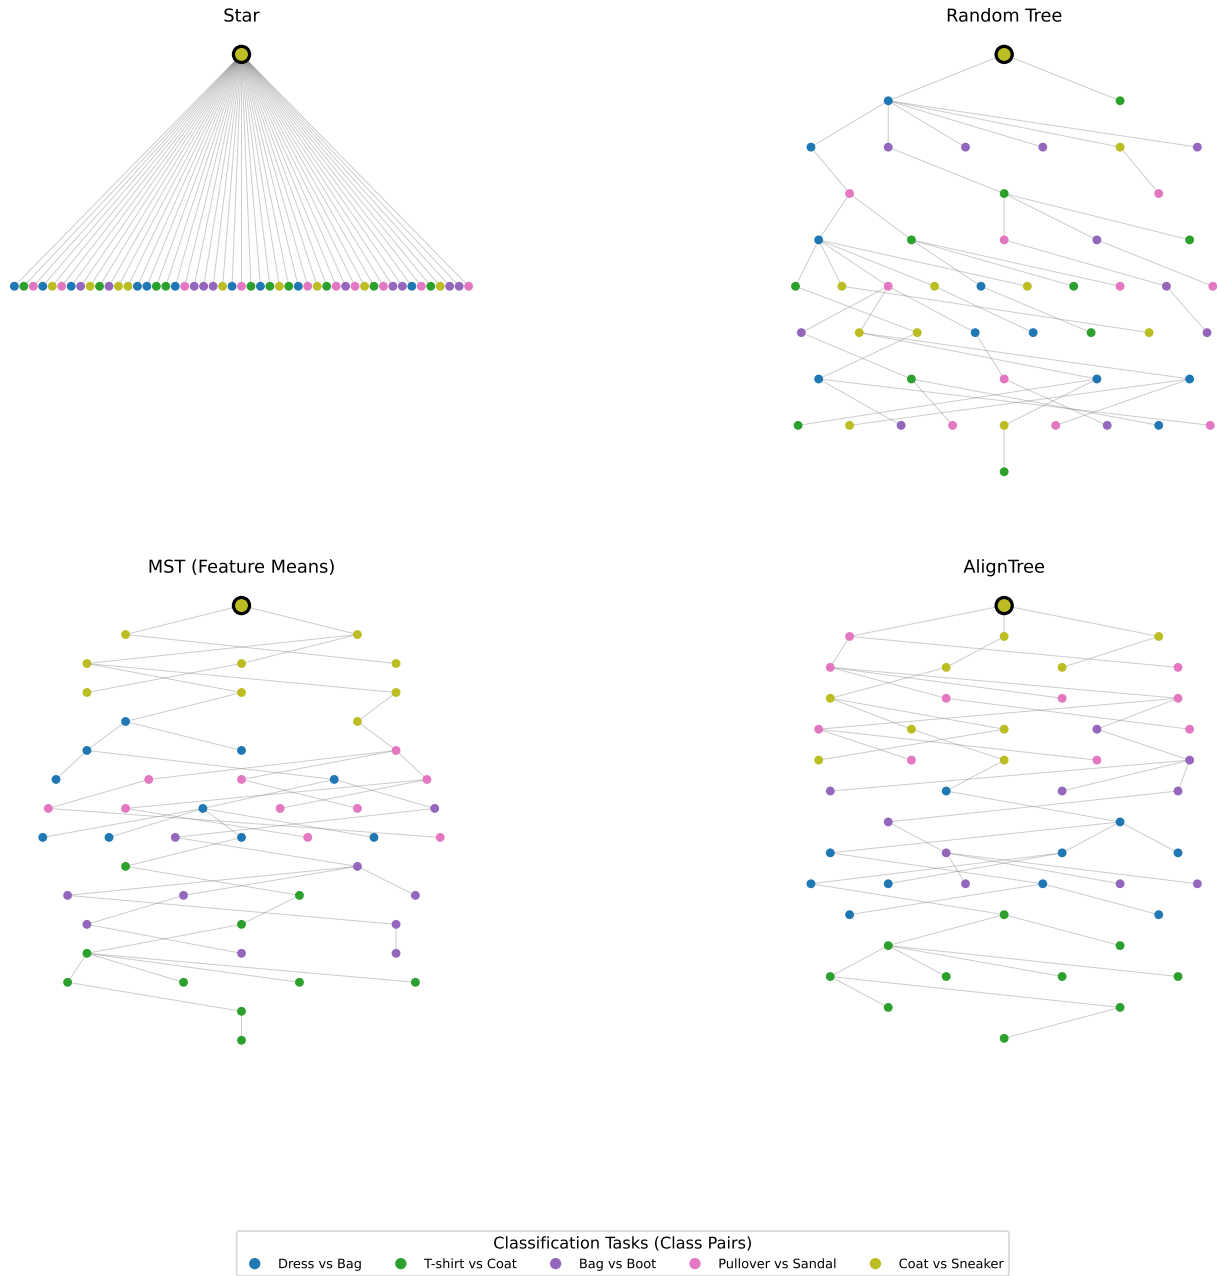 Star
Random Tree
MST (Feature Means)
AlignTree
Classification Tasks (Class Pairs)
Dress vs Bag
T-shirt vs Coat
Bag vs Boot
Pullover vs Sandal
Coat vs Sneaker